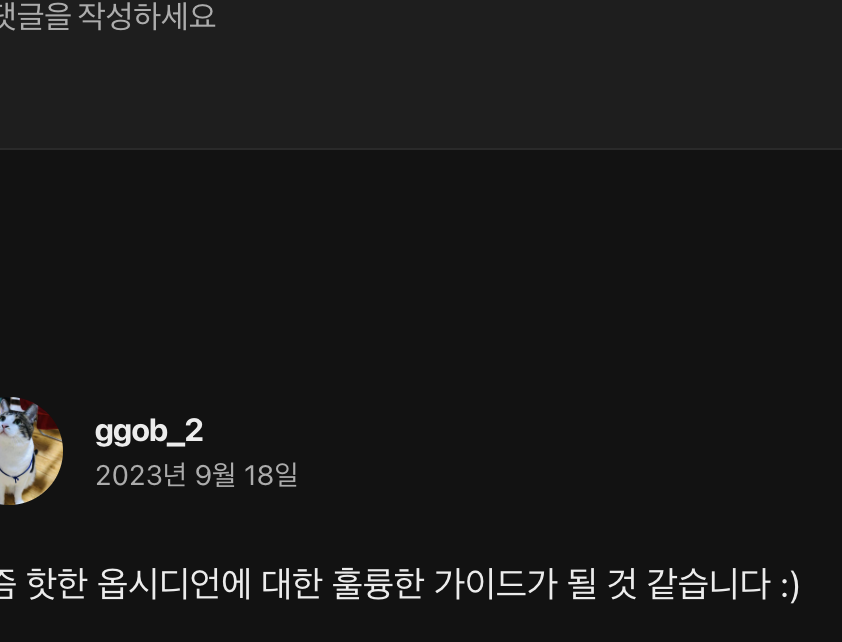 댓글을 작성하세요
ggob_2
2023년 9월 18일
핫한 옵시디언에 대한 훌륭한 가이드가 될 것 같습니다 :)